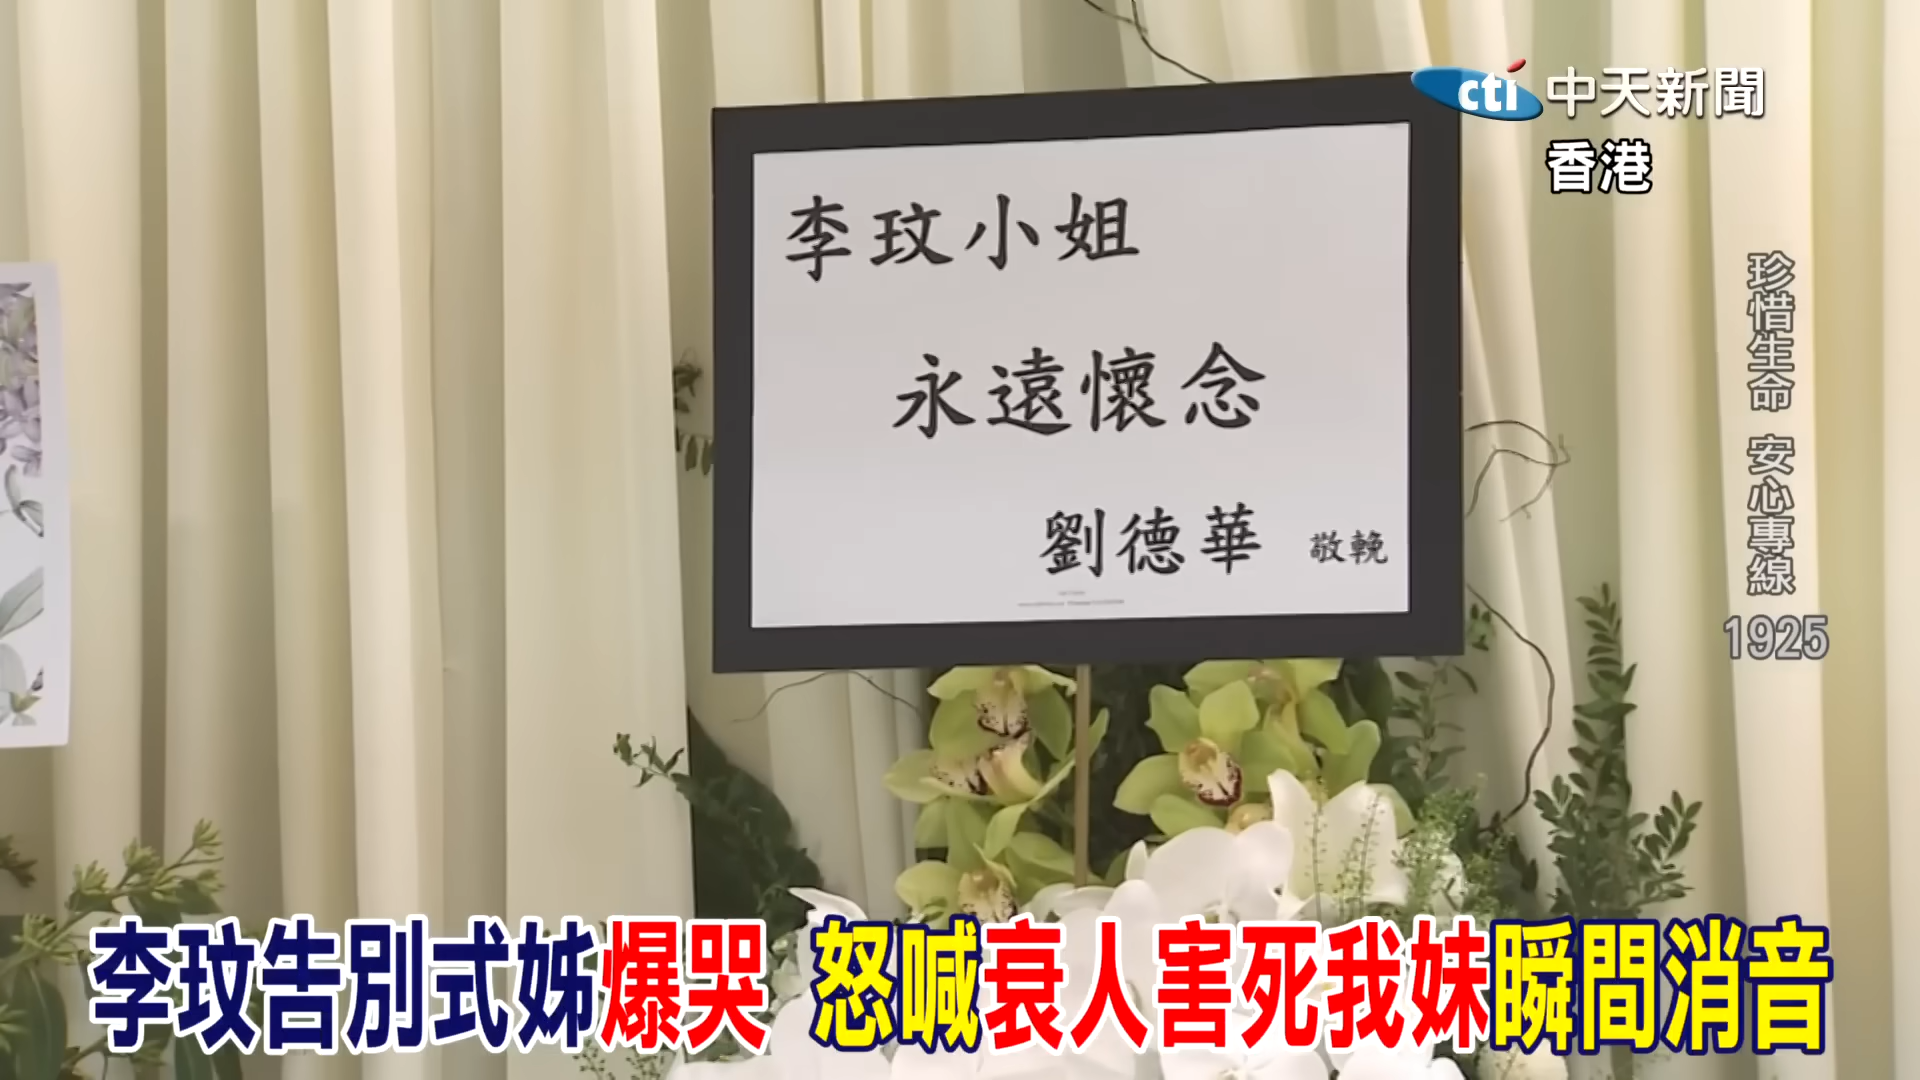 cti 中天新聞
香港
李玟小姐
永遠懷念
劉德華 敬輓
珍惜生命 安心專線
1925
李玟告別式姊爆哭 怒喊衰人害死我妹瞬間消音